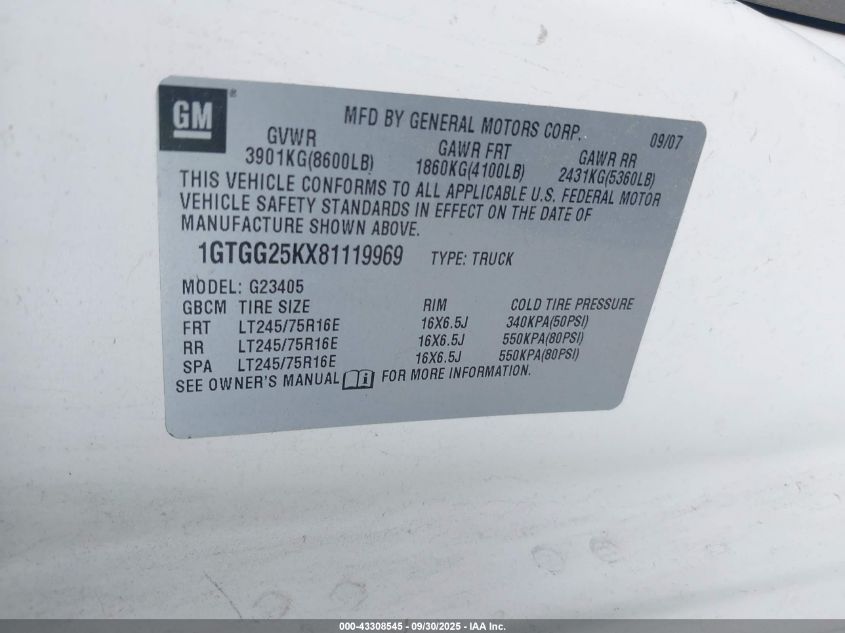 GM®
MFD BY GENERAL MOTORS CORP.
09/07
GVWR GAWR FRT GAWR RR
3901KG(8600LB) 1860KG(4100LB) 2431KG(5360LB)
THIS VEHICLE CONFORMS TO ALL APPLICABLE U.S. FEDERAL MOTOR
VEHICLE SAFETY STANDARDS IN EFFECT ON THE DATE OF
MANUFACTURE SHOWN ABOVE.
1GTGG25KX81119969 TYPE: TRUCK
MODEL: G23405
GBCM TIRE SIZE RIM COLD TIRE PRESSURE
FRT LT245/75R16E 16X6.5J 340KPA(50PSI)
RR LT245/75R16E 16X6.5J 550KPA(80PSI)
SPA LT245/75R16E 16X6.5J 550KPA(80PSI)
SEE OWNER'S MANUAL FOR MORE INFORMATION.
000-43308545 - 09/30/2025 - IAA Inc.